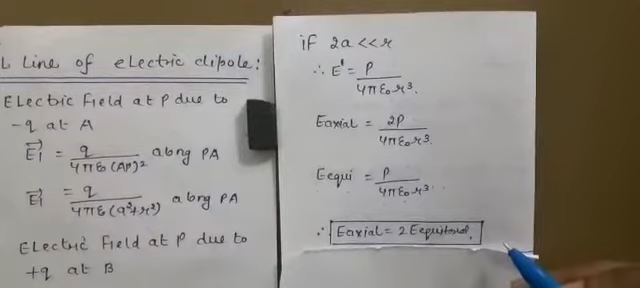 L Line of electric dipole:
Electric Field at P due to
-q at A
E₁⃗ = q / 4πε₀(AP)² along PA
E₁⃗ = q / 4πε₀(a²+r²) along PA
Electric Field at P due to
+q at B
if 2a << r
∴ E' = P / 4πε₀r³.
Eaxial = 2P / 4πε₀r³.
Eequi = P / 4πε₀r³.
∴ Eaxial = 2